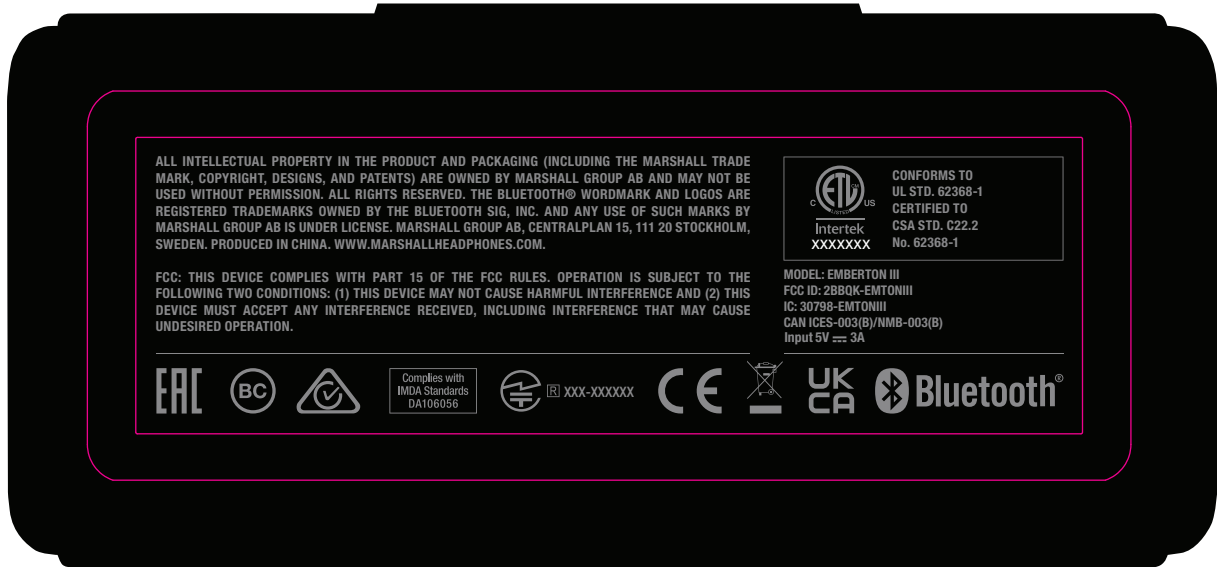 ALL INTELLECTUAL PROPERTY IN THE PRODUCT AND PACKAGING (INCLUDING THE MARSHALL TRADE
MARK, COPYRIGHT, DESIGNS, AND PATENTS) ARE OWNED BY MARSHALL GROUP AB AND MAY NOT BE
USED WITHOUT PERMISSION. ALL RIGHTS RESERVED. THE BLUETOOTH® WORDMARK AND LOGOS ARE
REGISTERED TRADEMARKS OWNED BY THE BLUETOOTH SIG, INC. AND ANY USE OF SUCH MARKS BY
MARSHALL GROUP AB IS UNDER LICENSE. MARSHALL GROUP AB, CENTRALPLAN 15, 111 20 STOCKHOLM,
SWEDEN. PRODUCED IN CHINA. WWW.MARSHALLHEADPHONES.COM.
FCC: THIS DEVICE COMPLIES WITH PART 15 OF THE FCC RULES. OPERATION IS SUBJECT TO THE
FOLLOWING TWO CONDITIONS: (1) THIS DEVICE MAY NOT CAUSE HARMFUL INTERFERENCE AND (2) THIS
DEVICE MUST ACCEPT ANY INTERFERENCE RECEIVED, INCLUDING INTERFERENCE THAT MAY CAUSE
UNDESIRED OPERATION.
ETL CM
LISTED
C US
Intertek
XXXXXXX
CONFORMS TO
UL STD. 62368-1
CERTIFIED TO
CSA STD. C22.2
No. 62368-1
MODEL: EMBERTON III
FCC ID: 2BBQK-EMTONIII
IC: 30798-EMTONIII
CAN ICES-003(B)/NMB-003(B)
Input 5V ⎓ 3A
EAC
BC
Complies with
IMDA Standards
DA106056
R XXX-XXXXXX
CE
UK
CA
Bluetooth®